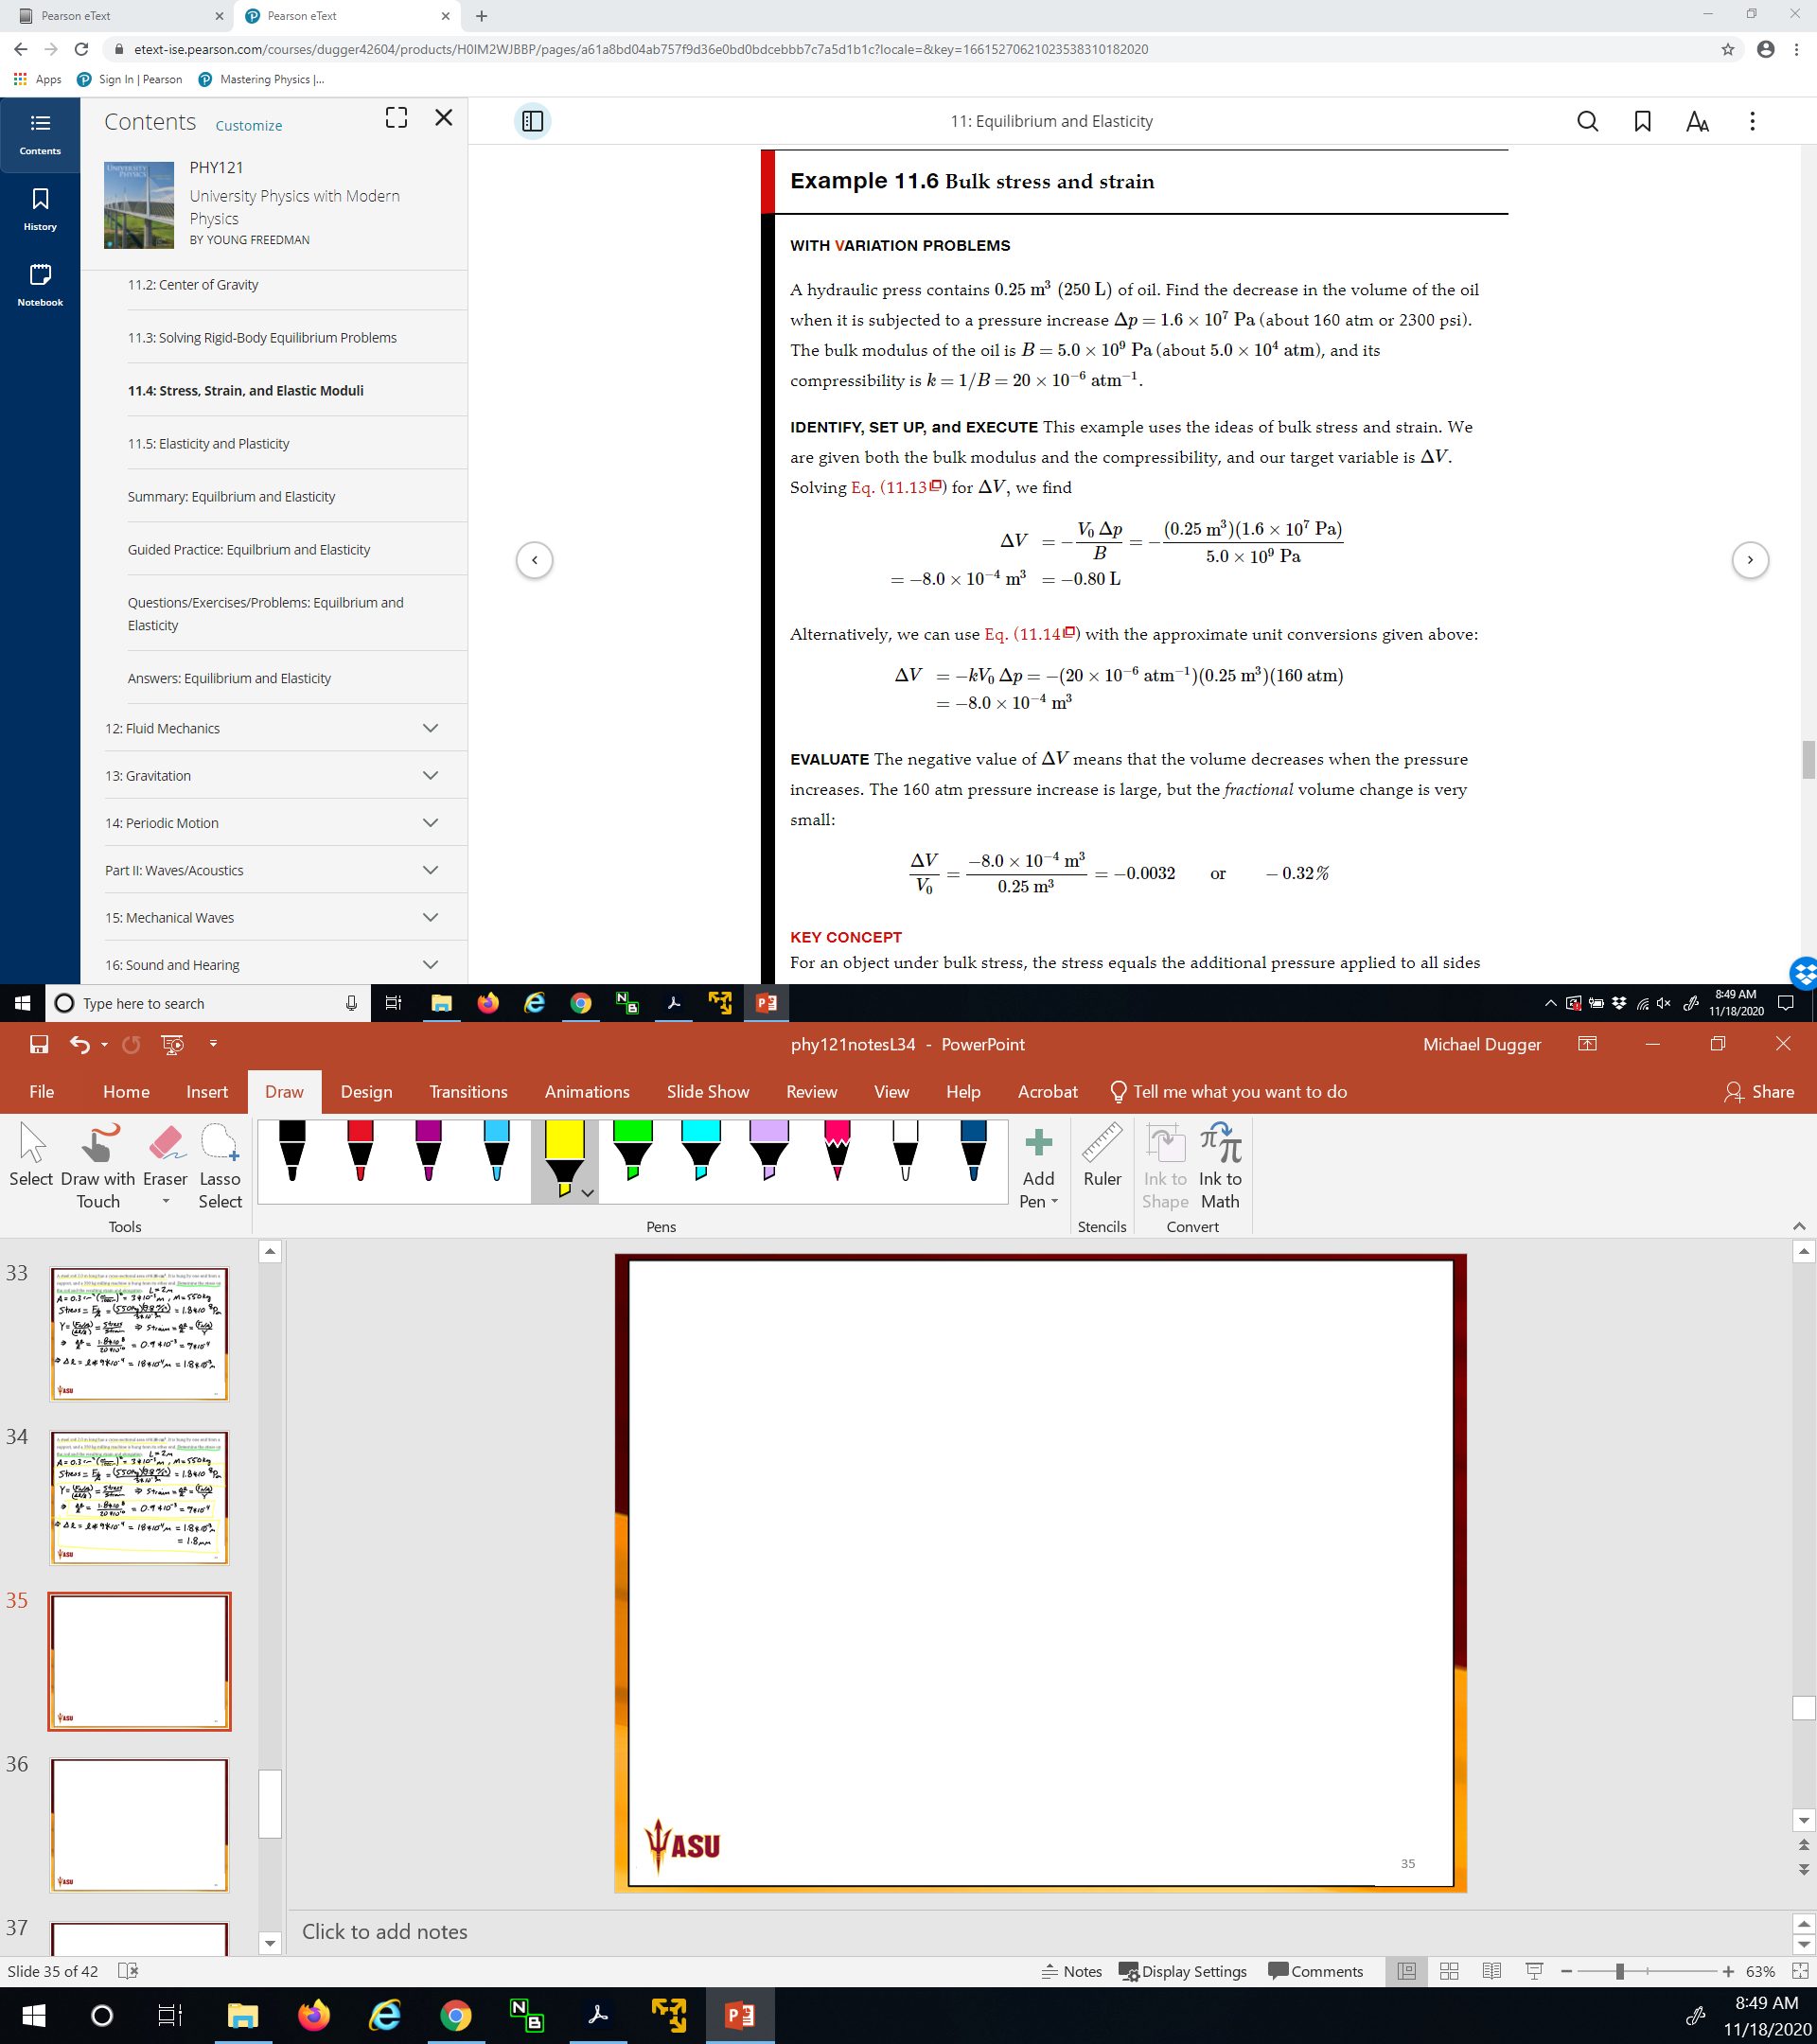 Pearson eText
Pearson eText
etext-ise.pearson.com/courses/dugger42604/products/H0IM2WJBBP/pages/a61a8bd04ab757f9d36e0bd0bdcebbb7c7a5d1b1c?locale=&key=16615270621023538310182020
Apps
Sign In | Pearson
Mastering Physics |...
Contents
History
Notebook
Contents Customize
PHY121
University Physics with Modern
Physics
BY YOUNG FREEDMAN
11.2: Center of Gravity
11.3: Solving Rigid-Body Equilibrium Problems
11.4: Stress, Strain, and Elastic Moduli
11.5: Elasticity and Plasticity
Summary: Equilbrium and Elasticity
Guided Practice: Equilbrium and Elasticity
Questions/Exercises/Problems: Equilbrium and
Elasticity
Answers: Equilibrium and Elasticity
12: Fluid Mechanics
13: Gravitation
14: Periodic Motion
Part II: Waves/Acoustics
15: Mechanical Waves
16: Sound and Hearing
11: Equilibrium and Elasticity
Example 11.6 Bulk stress and strain
WITH VARIATION PROBLEMS
A hydraulic press contains 0.25 m³ (250 L) of oil. Find the decrease in the volume of the oil
when it is subjected to a pressure increase Δp = 1.6 × 10⁷ Pa (about 160 atm or 2300 psi).
The bulk modulus of the oil is B = 5.0 × 10⁹ Pa (about 5.0 × 10⁴ atm), and its
compressibility is k = 1/B = 20 × 10⁻⁶ atm⁻¹.
IDENTIFY, SET UP, and EXECUTE This example uses the ideas of bulk stress and strain. We
are given both the bulk modulus and the compressibility, and our target variable is ΔV.
Solving Eq. (11.13) for ΔV, we find
ΔV = −V₀ Δp / B = −(0.25 m³)(1.6 × 10⁷ Pa) / 5.0 × 10⁹ Pa
= −8.0 × 10⁻⁴ m³ = −0.80 L
Alternatively, we can use Eq. (11.14) with the approximate unit conversions given above:
ΔV = −kV₀ Δp = −(20 × 10⁻⁶ atm⁻¹)(0.25 m³)(160 atm)
= −8.0 × 10⁻⁴ m³
EVALUATE The negative value of ΔV means that the volume decreases when the pressure
increases. The 160 atm pressure increase is large, but the fractional volume change is very
small:
ΔV / V₀ = −8.0 × 10⁻⁴ m³ / 0.25 m³ = −0.0032 or − 0.32%
KEY CONCEPT
For an object under bulk stress, the stress equals the additional pressure applied to all sides
Type here to search
8:49 AM
11/18/2020
phy121notesL34 - PowerPoint
Michael Dugger
File Home Insert Draw Design Transitions Animations Slide Show Review View Help Acrobat Tell me what you want to do Share
Select
Draw with Touch
Eraser
Lasso Select
Add Pen
Ruler
Ink to Shape
Ink to Math
Tools
Pens
Stencils
Convert
33
ASU
34
= 1.8mm
ASU
35
ASU
36
ASU
37
ASU
35
Click to add notes
Slide 35 of 42
Notes
Display Settings
Comments
63%
8:49 AM
11/18/2020